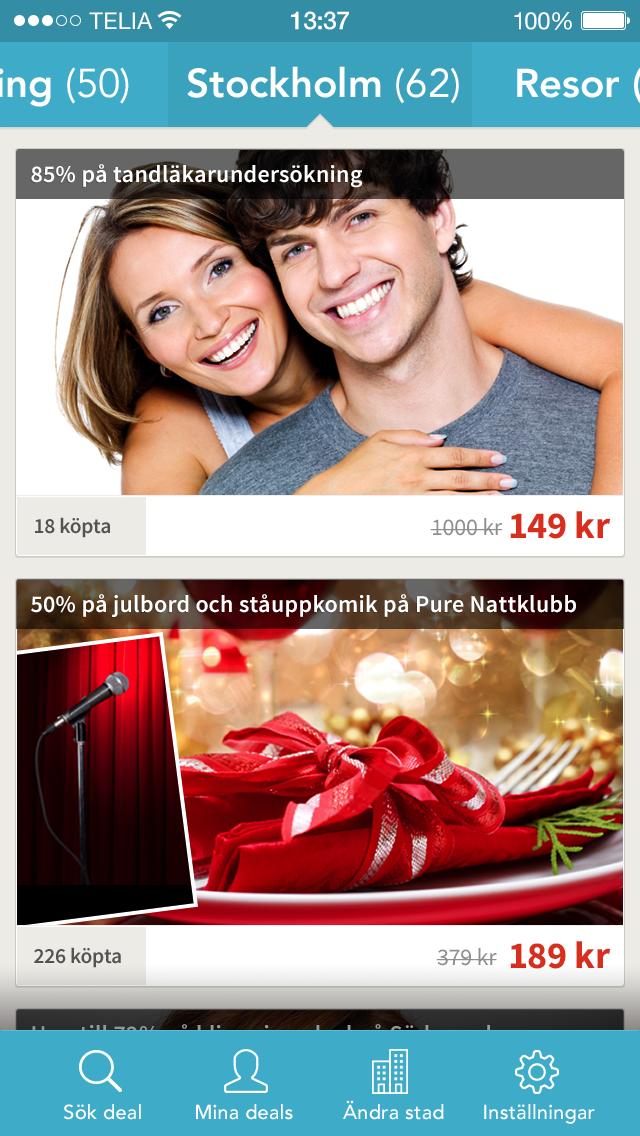 TELIA 13:37 100%
ing (50) Stockholm (62) Resor (
85% på tandläkarundersökning
18 köpta 1000 kr 149 kr
50% på julbord och ståuppkomik på Pure Nattklubb
226 köpta 379 kr 189 kr
Sök deal Mina deals Ändra stad Inställningar